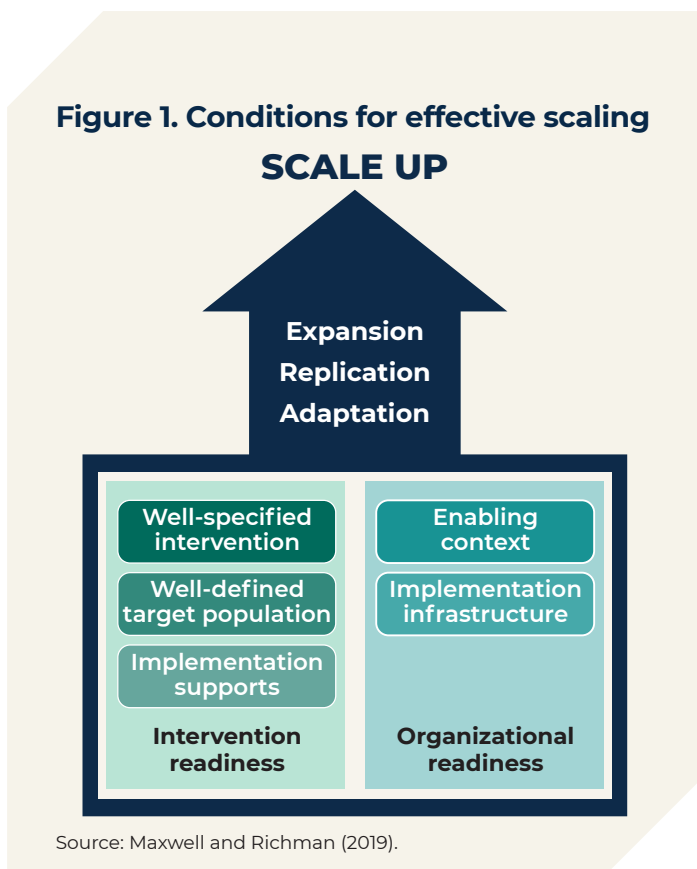 Figure 1. Conditions for effective scaling
SCALE UP
Expansion
Replication
Adaptation
Well-specified
intervention
Well-defined
target population
Implementation
supports
Intervention
readiness
Enabling
context
Implementation
infrastructure
Organizational
readiness
Source: Maxwell and Richman (2019).